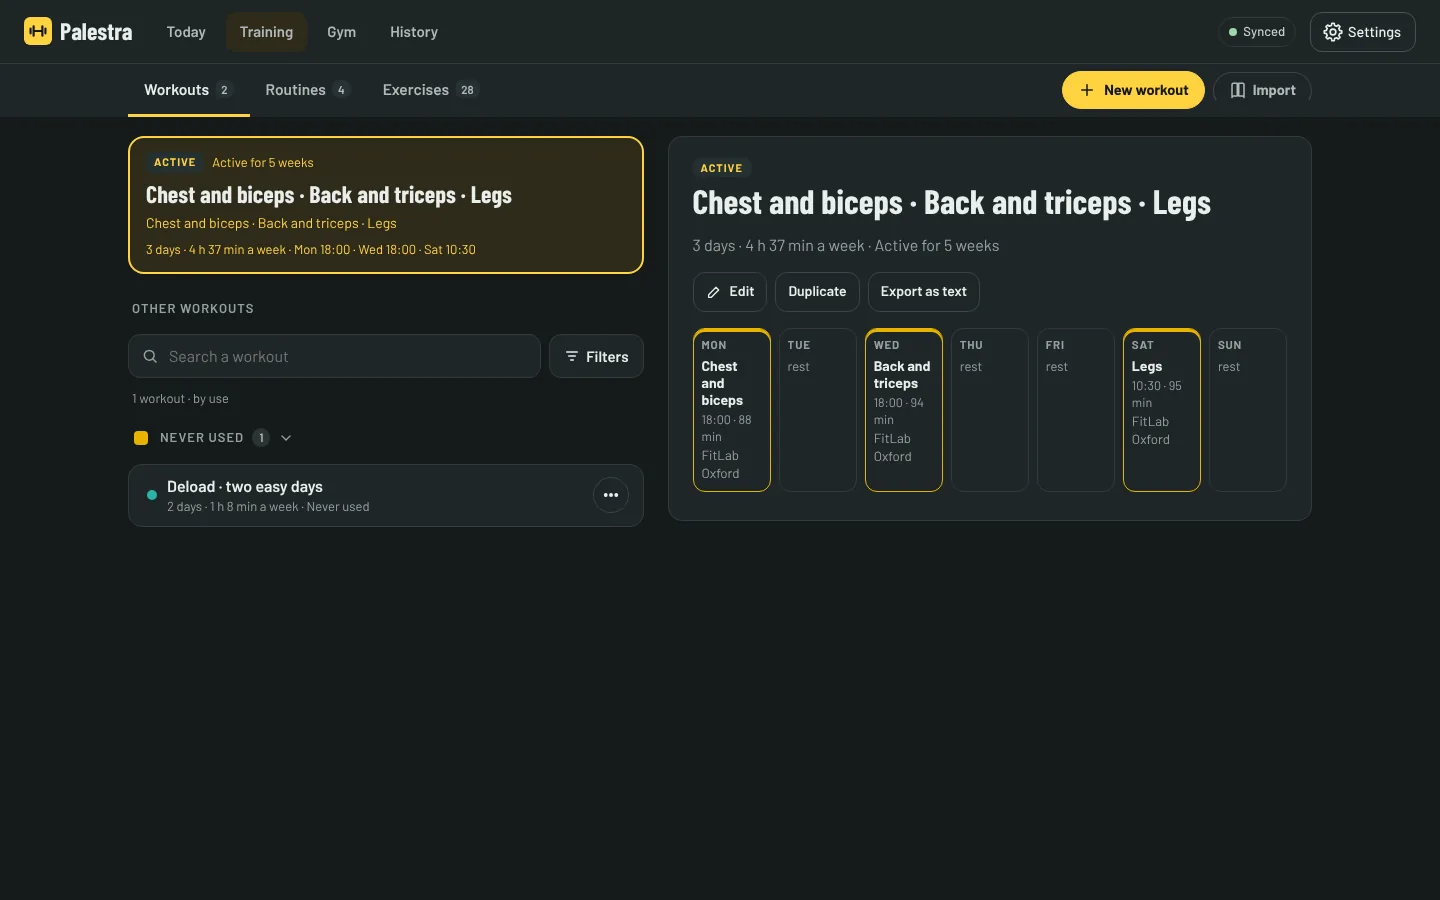 Palestra
Today
Training
Gym
History
Synced
Settings
Workouts 2
Routines 4
Exercises 28
New workout
Import
ACTIVE Active for 5 weeks
Chest and biceps · Back and triceps · Legs
Chest and biceps · Back and triceps · Legs
3 days · 4 h 37 min a week · Mon 18:00 · Wed 18:00 · Sat 10:30
OTHER WORKOUTS
Search a workout
Filters
1 workout · by use
NEVER USED 1
Deload · two easy days
2 days · 1 h 8 min a week · Never used
ACTIVE
Chest and biceps · Back and triceps · Legs
3 days · 4 h 37 min a week · Active for 5 weeks
Edit
Duplicate
Export as text
MON
Chest
and
biceps
18:00 · 88
min
FitLab
Oxford
TUE
rest
WED
Back and
triceps
18:00 · 94
min
FitLab
Oxford
THU
rest
FRI
rest
SAT
Legs
10:30 · 95
min
FitLab
Oxford
SUN
rest